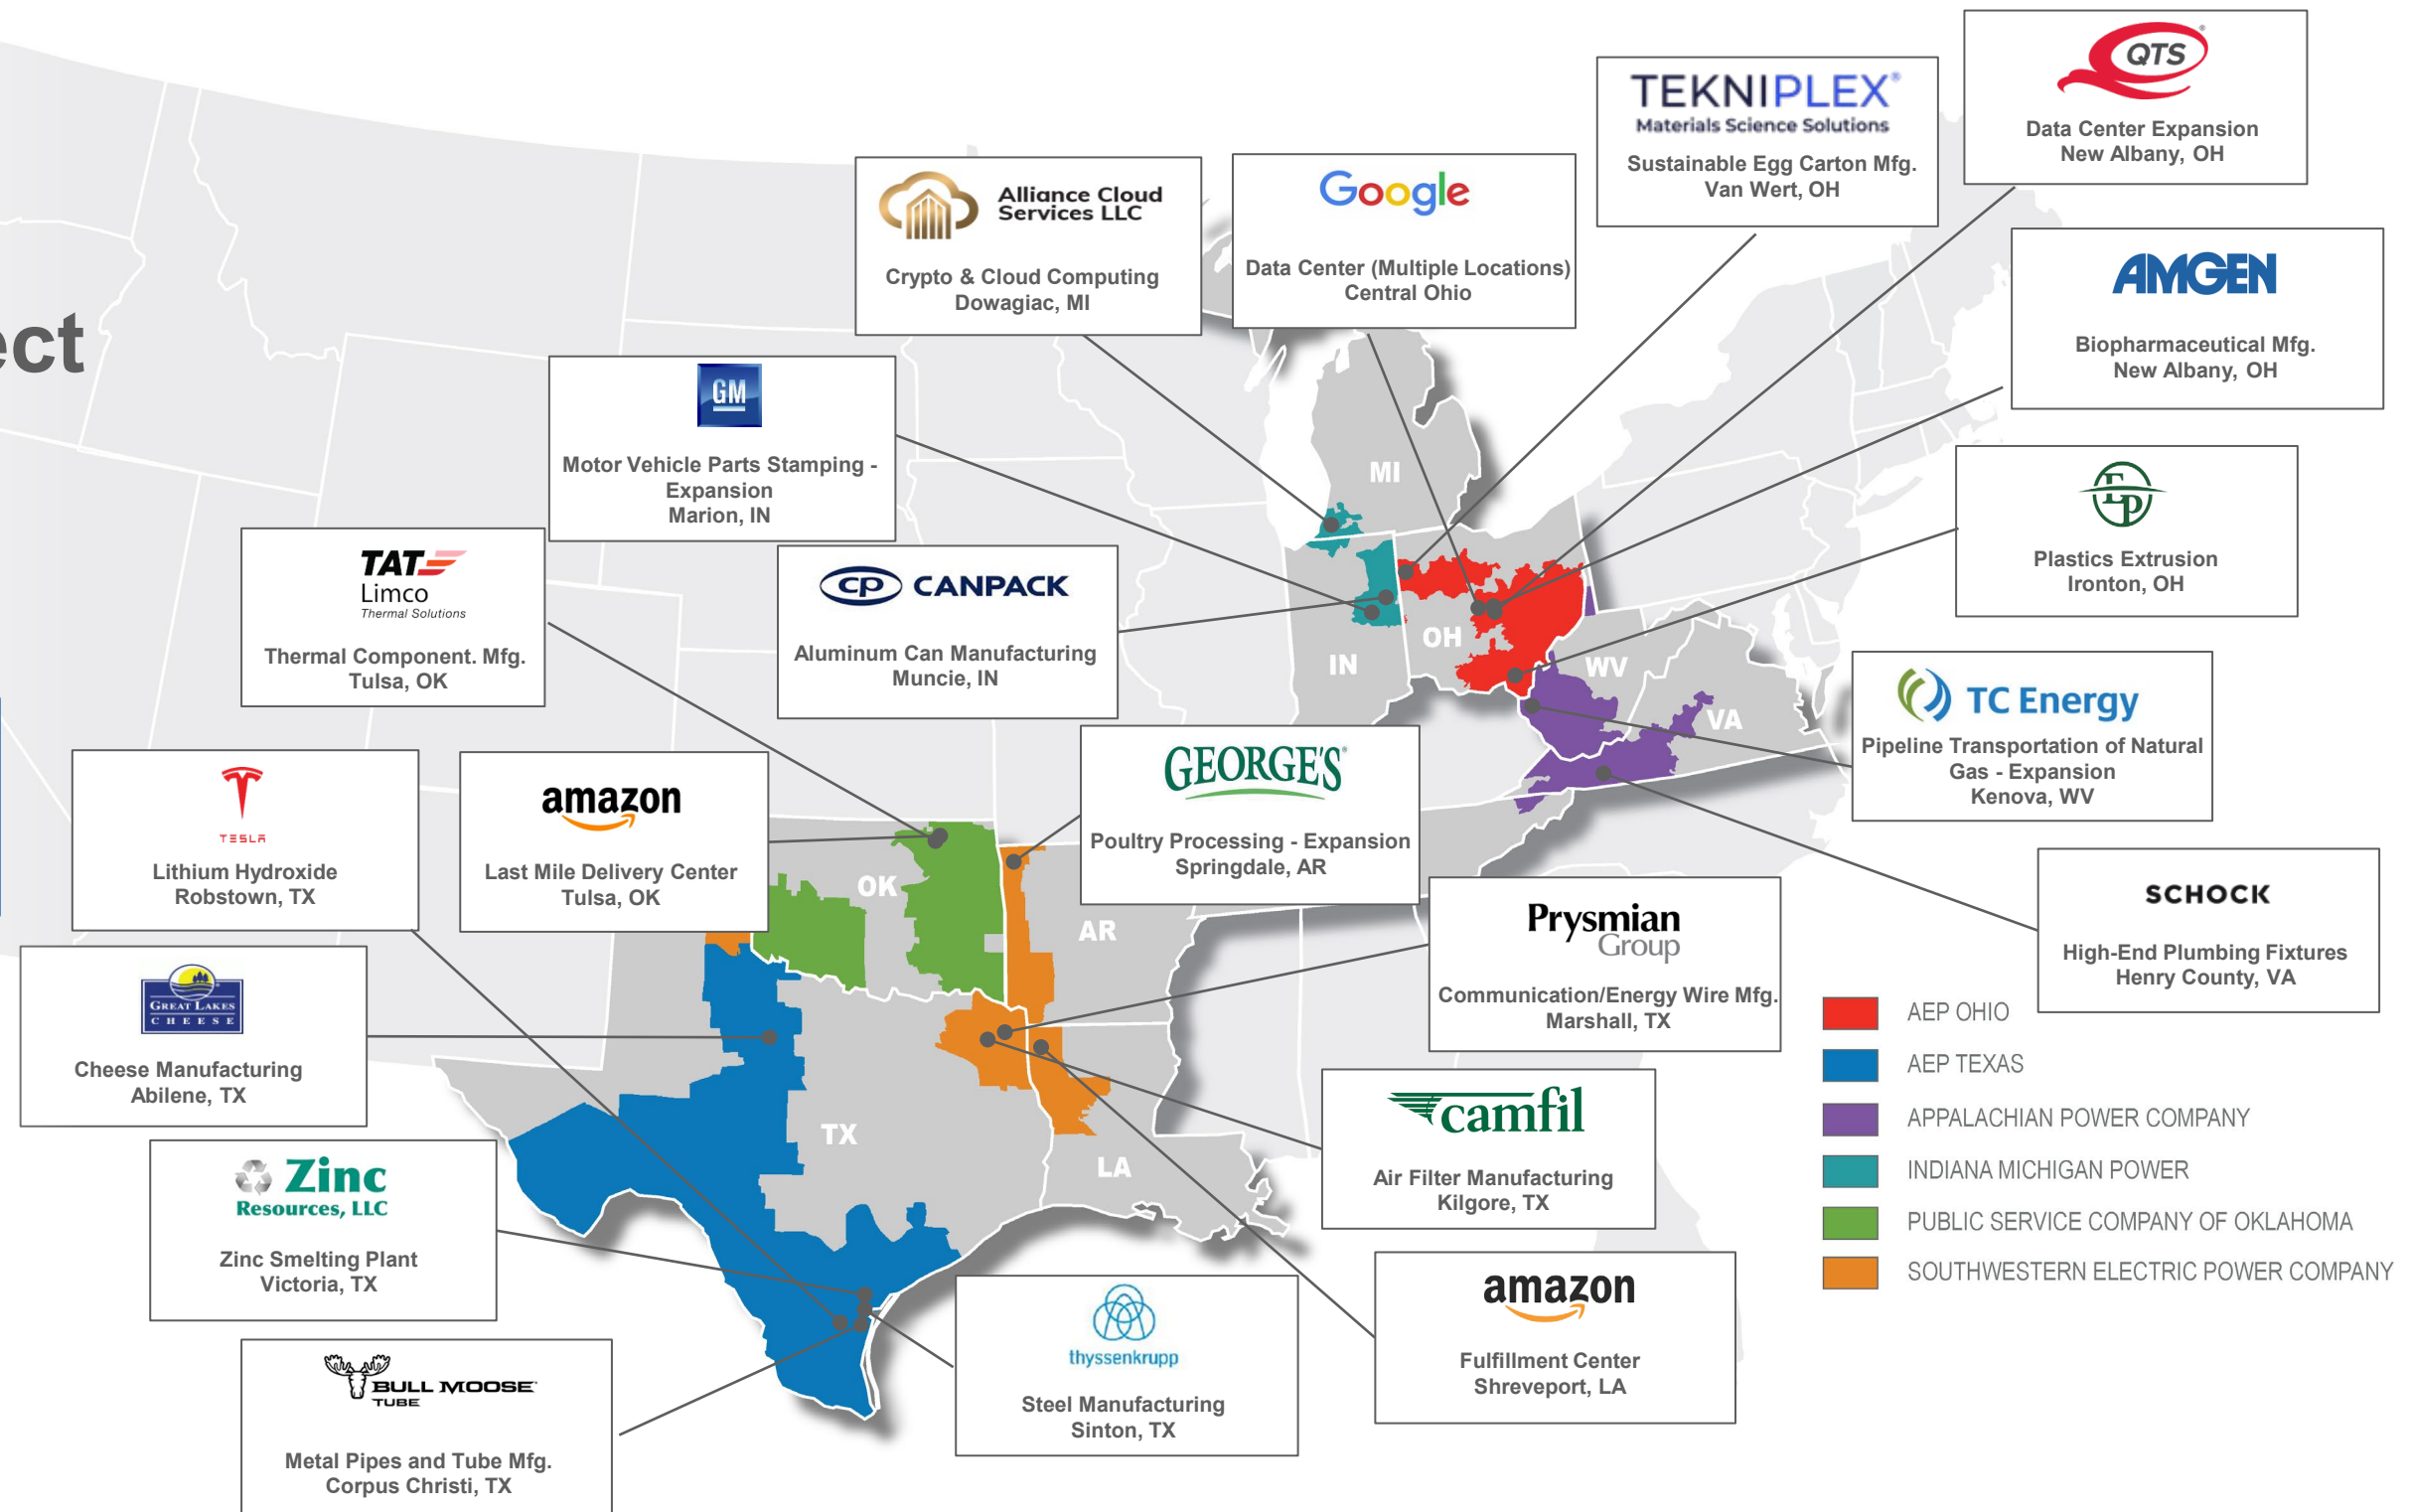 ect
QTS
Data Center Expansion
New Albany, OH
TEKNIPLEX®
Materials Science Solutions
Sustainable Egg Carton Mfg.
Van Wert, OH
Alliance Cloud
Services LLC
Crypto & Cloud Computing
Dowagiac, MI
Google
Data Center (Multiple Locations)
Central Ohio
AMGEN
Biopharmaceutical Mfg.
New Albany, OH
GM
Motor Vehicle Parts Stamping -
Expansion
Marion, IN
EP
Plastics Extrusion
Ironton, OH
TAT
Limco
Thermal Solutions
Thermal Component. Mfg.
Tulsa, OK
CP CANPACK
Aluminum Can Manufacturing
Muncie, IN
TC Energy
Pipeline Transportation of Natural
Gas - Expansion
Kenova, WV
TESLA
Lithium Hydroxide
Robstown, TX
amazon
Last Mile Delivery Center
Tulsa, OK
GEORGE'S®
Poultry Processing - Expansion
Springdale, AR
SCHOCK
High-End Plumbing Fixtures
Henry County, VA
Prysmian
Group
Communication/Energy Wire Mfg.
Marshall, TX
GREAT LAKES
CHEESE
Cheese Manufacturing
Abilene, TX
camfil
Air Filter Manufacturing
Kilgore, TX
Zinc
Resources, LLC
Zinc Smelting Plant
Victoria, TX
amazon
Fulfillment Center
Shreveport, LA
thyssenkrupp
Steel Manufacturing
Sinton, TX
BULL MOOSE
TUBE
Metal Pipes and Tube Mfg.
Corpus Christi, TX
MI
OH
IN
WV
VA
OK
AR
TX
LA
AEP OHIO
AEP TEXAS
APPALACHIAN POWER COMPANY
INDIANA MICHIGAN POWER
PUBLIC SERVICE COMPANY OF OKLAHOMA
SOUTHWESTERN ELECTRIC POWER COMPANY